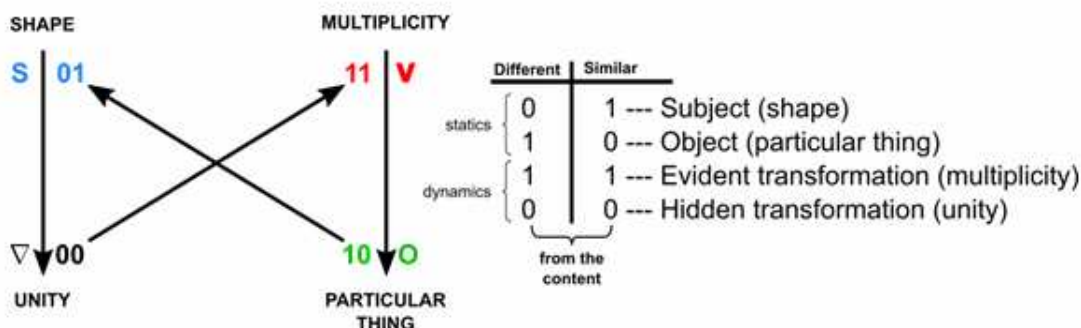 SHAPE
MULTIPLICITY
S 01
11 V
▽ 00
10 O
UNITY
PARTICULAR
THING
Different Similar
statics
0 1 --- Subject (shape)
1 0 --- Object (particular thing)
dynamics
1 1 --- Evident transformation (multiplicity)
0 0 --- Hidden transformation (unity)
from the
content